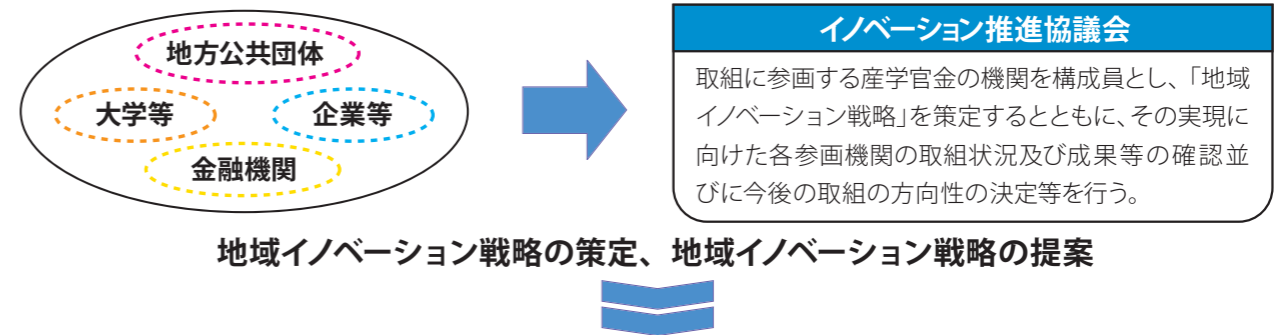 地方公共団体
大学等
企業等
金融機関
イノベーション推進協議会
取組に参画する産学官金の機関を構成員とし、「地域
イノベーション戦略」を策定するとともに、その実現に
向けた各参画機関の取組状況及び成果等の確認並
びに今後の取組の方向性の決定等を行う。
地域イノベーション戦略の策定、地域イノベーション戦略の提案